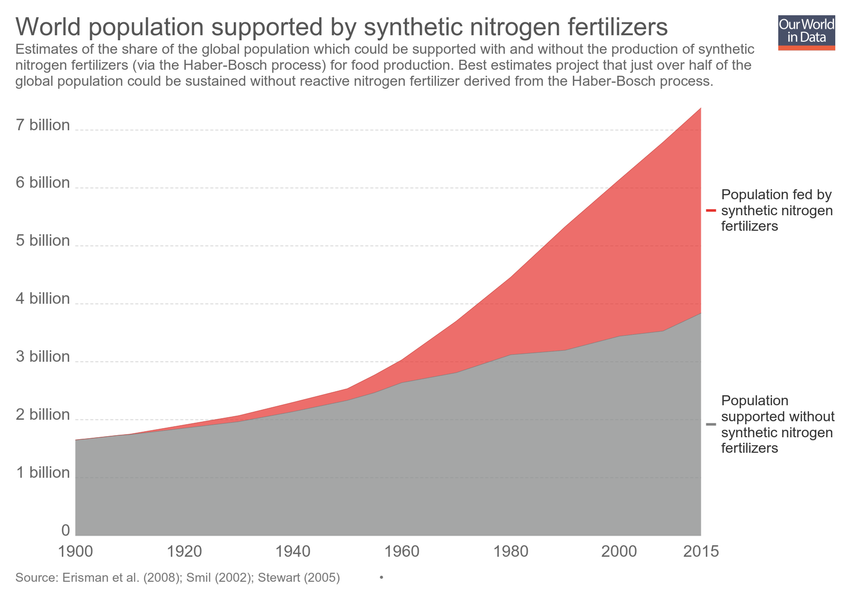 World population supported by synthetic nitrogen fertilizers
Our World
in Data
Estimates of the share of the global population which could be supported with and without the production of synthetic
nitrogen fertilizers (via the Haber-Bosch process) for food production. Best estimates project that just over half of the
global population could be sustained without reactive nitrogen fertilizer derived from the Haber-Bosch process.
7 billion
6 billion
5 billion
4 billion
3 billion
2 billion
1 billion
0
Population fed by
synthetic nitrogen
fertilizers
Population
supported without
synthetic nitrogen
fertilizers
1900 1920 1940 1960 1980 2000 2015
Source: Erisman et al. (2008); Smil (2002); Stewart (2005) •